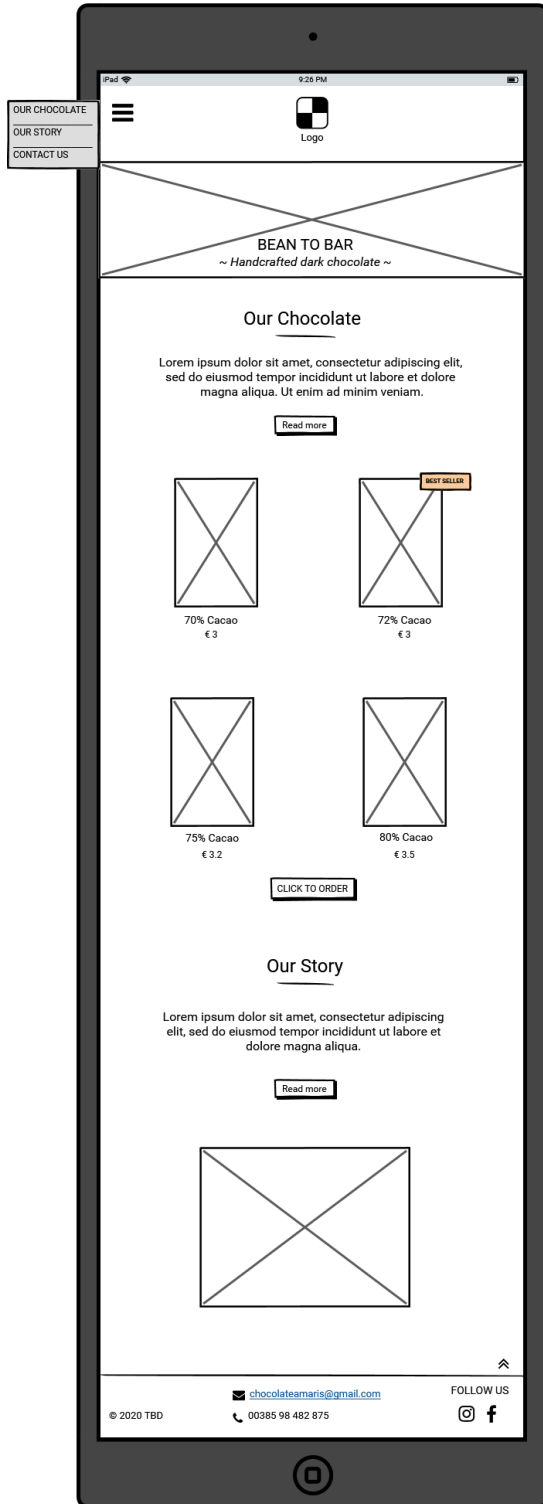 iPad
9:26 PM
OUR CHOCOLATE
OUR STORY
CONTACT US
Logo
BEAN TO BAR
~ Handcrafted dark chocolate ~
Our Chocolate
Lorem ipsum dolor sit amet, consectetur adipiscing elit,
sed do eiusmod tempor incididunt ut labore et dolore
magna aliqua. Ut enim ad minim veniam.
Read more
BEST SELLER
70% Cacao
€ 3
72% Cacao
€ 3
75% Cacao
€ 3.2
80% Cacao
€ 3.5
CLICK TO ORDER
Our Story
Lorem ipsum dolor sit amet, consectetur adipiscing
elit, sed do eiusmod tempor incididunt ut labore et
dolore magna aliqua.
Read more
© 2020 TBD
chocolateamaris@gmail.com
00385 98 482 875
FOLLOW US